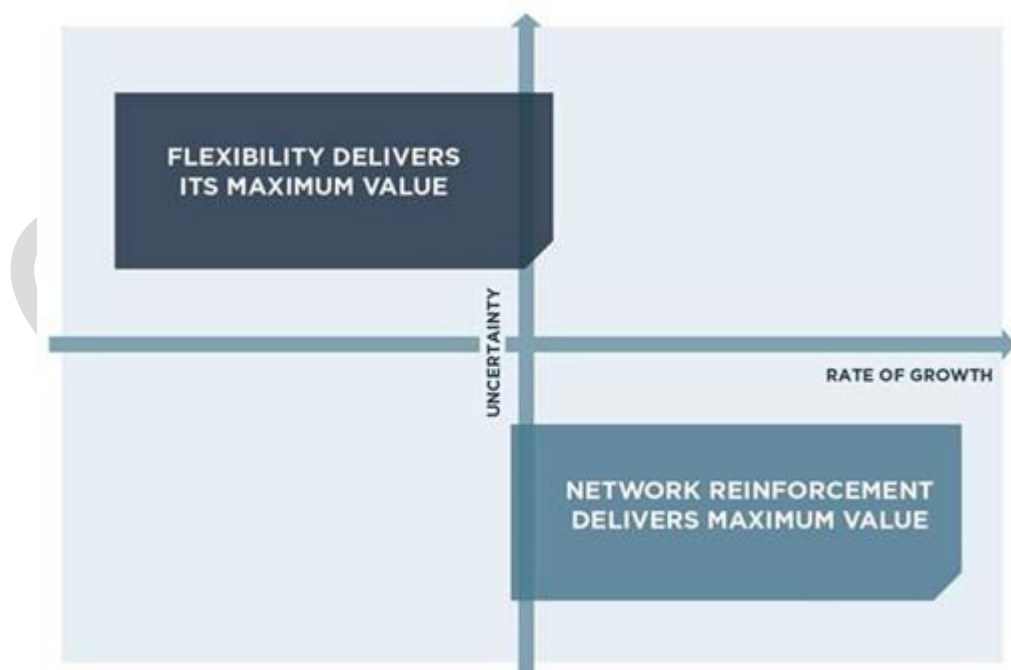 FLEXIBILITY DELIVERS
ITS MAXIMUM VALUE
UNCERTAINTY
RATE OF GROWTH
NETWORK REINFORCEMENT
DELIVERS MAXIMUM VALUE